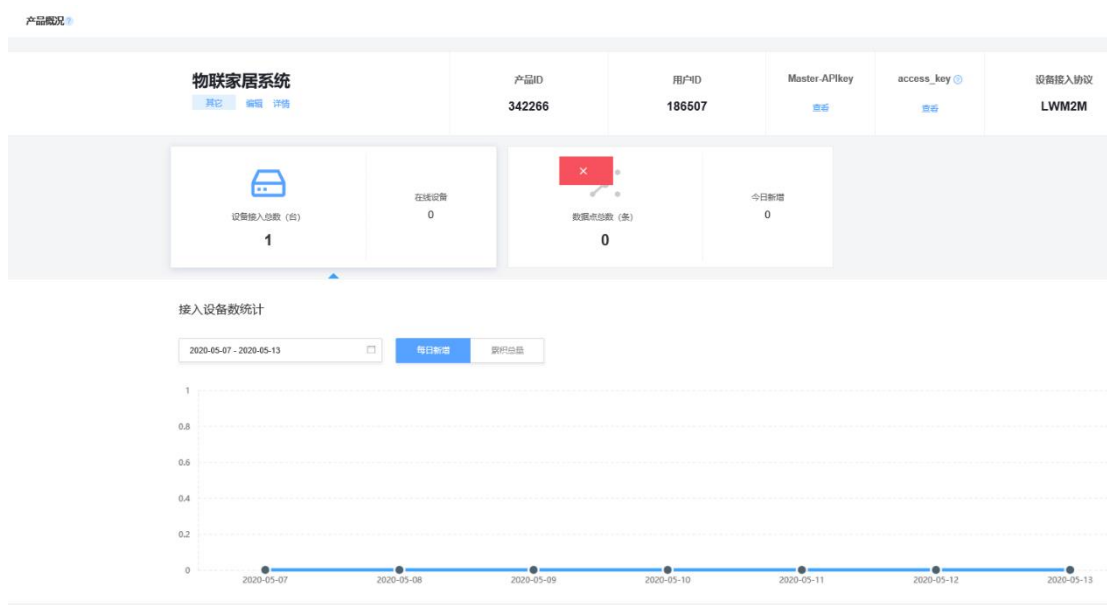 产品概况
物联家居系统
其它 编辑 详情
产品ID
342266
用户ID
186507
Master-APIkey
查看
access_key
查看
设备接入协议
LWM2M
设备接入总数（台）
1
在线设备
0
数据点总数（条）
0
今日新增
0
接入设备数统计
2020-05-07 - 2020-05-13
每日新增 累积总量
1
0.8
0.6
0.4
0.2
0
2020-05-07 2020-05-08 2020-05-09 2020-05-10 2020-05-11 2020-05-12 2020-05-13